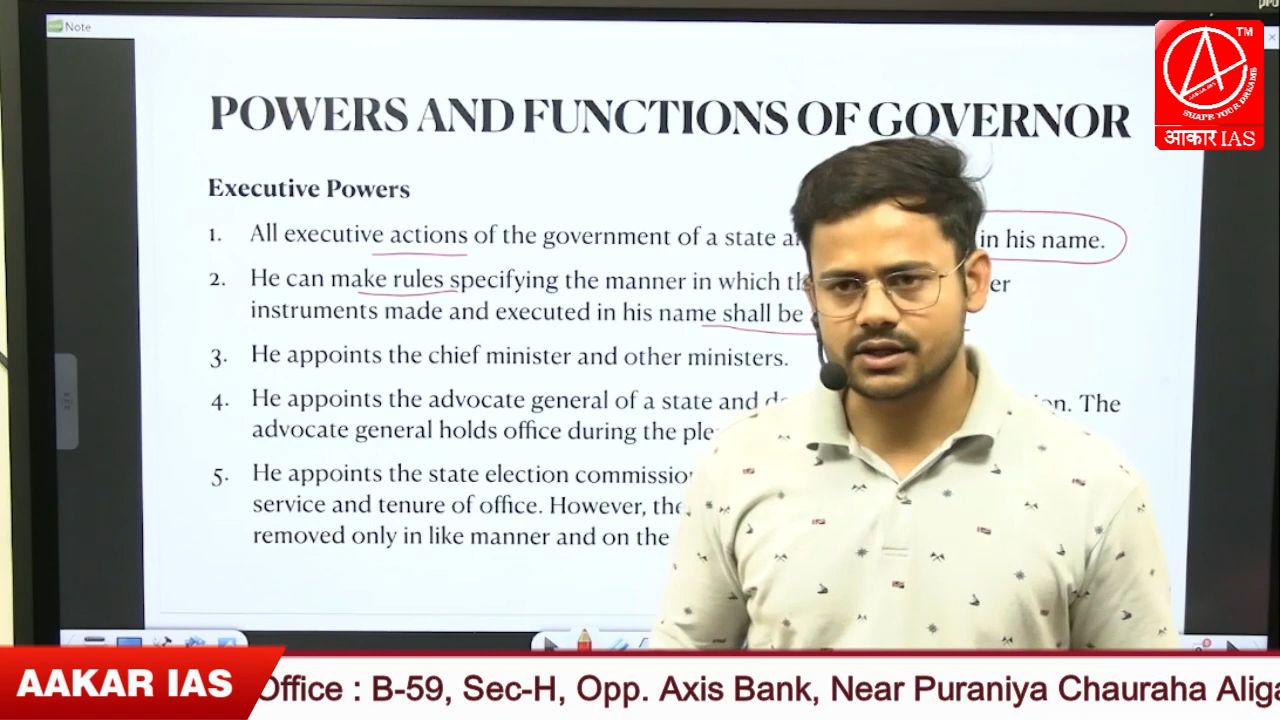 Note
POWERS AND FUNCTIONS OF GOVERNOR
Executive Powers
1. All executive actions of the government of a state in his name.
2. He can make rules specifying the manner in which
instruments made and executed in his name shall be
3. He appoints the chief minister and other ministers.
4. He appoints the advocate general of a state and The
advocate general holds office during the
5. He appoints the state election
service and tenure of office. However,
removed only in like manner and on the
TM
SHAPE YOUR DREAMS
आकार IAS
AAKAR IAS
Office : B-59, Sec-H, Opp. Axis Bank, Near Puraniya Chauraha